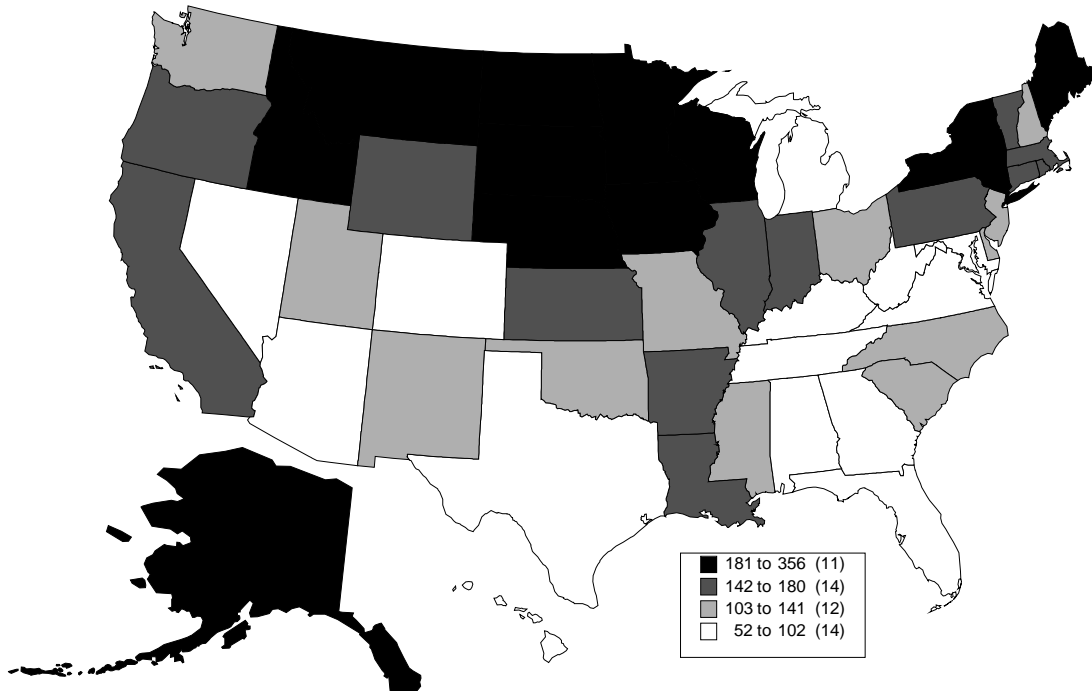 181 to 356 (11)
142 to 180 (14)
103 to 141 (12)
52 to 102 (14)